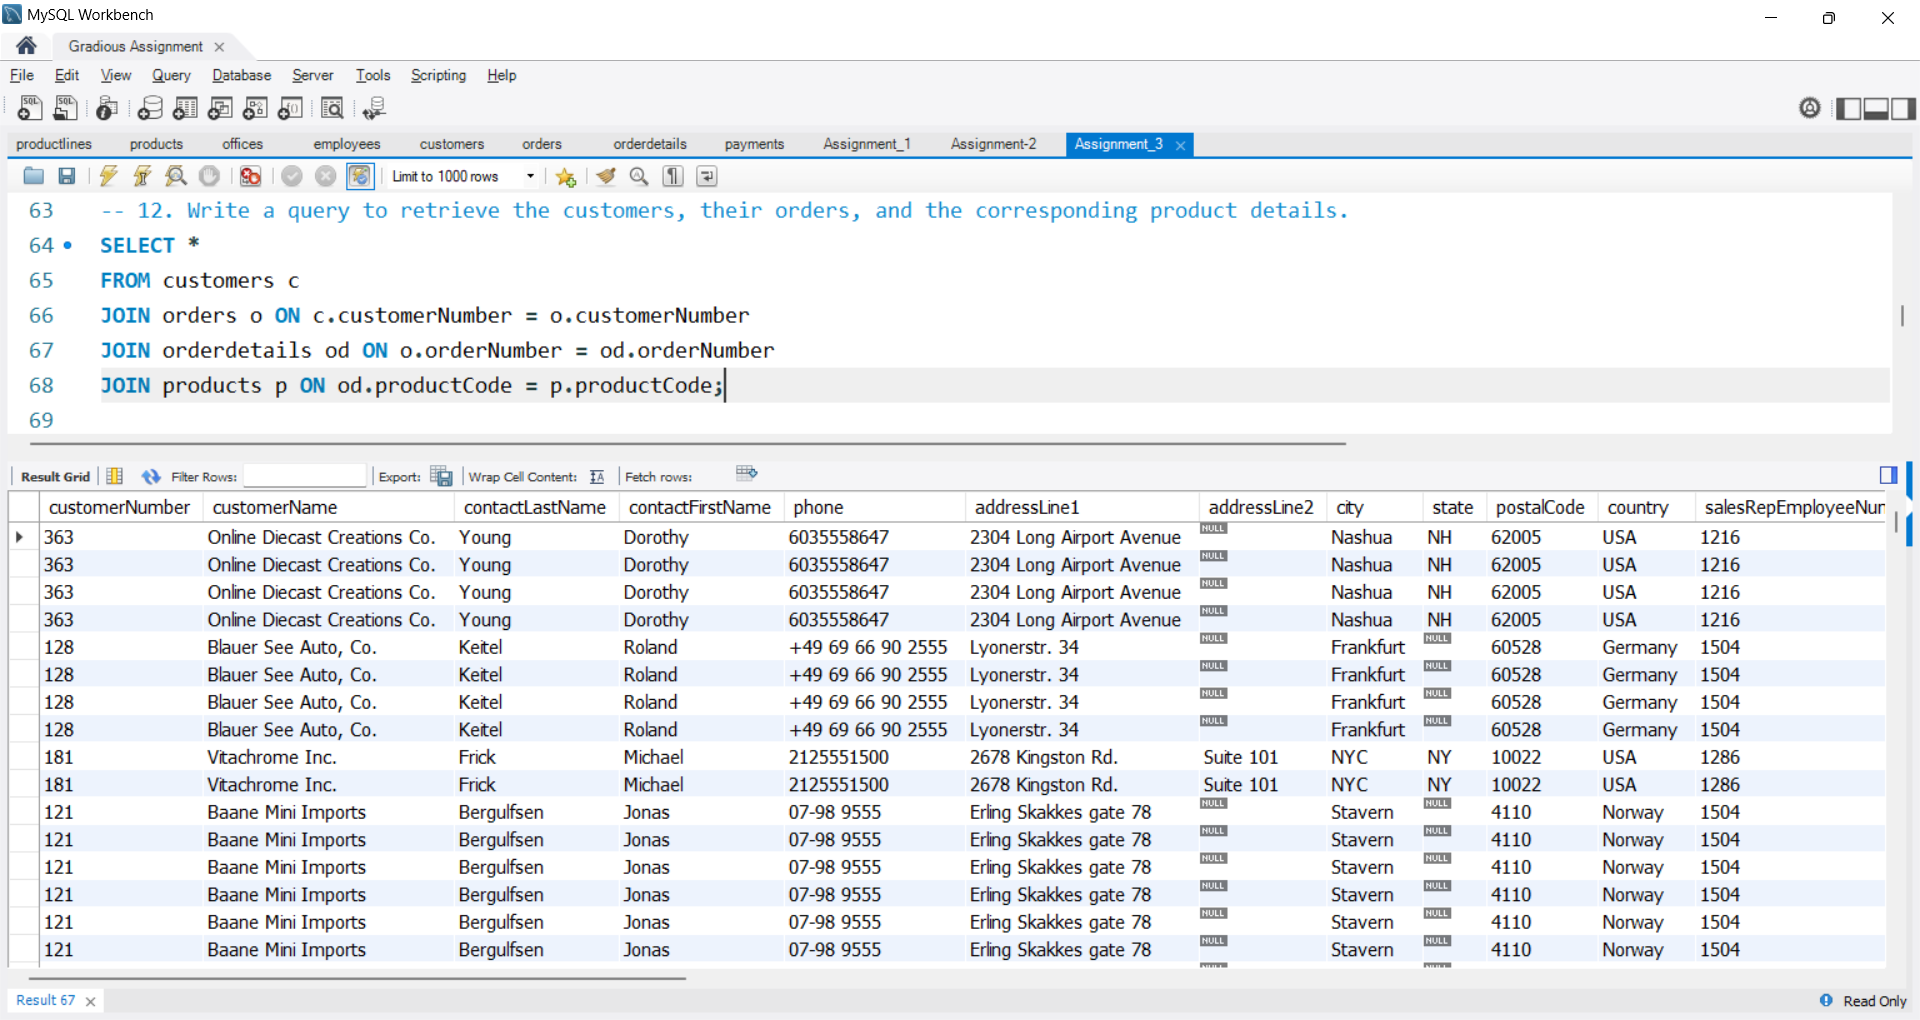 MySQL Workbench
Gradious Assignment
File Edit View Query Database Server Tools Scripting Help
productlines products offices employees customers orders orderdetails payments Assignment_1 Assignment-2 Assignment_3
Limit to 1000 rows
63 -- 12. Write a query to retrieve the customers, their orders, and the corresponding product details.
64 SELECT *
65 FROM customers c
66 JOIN orders o ON c.customerNumber = o.customerNumber
67 JOIN orderdetails od ON o.orderNumber = od.orderNumber
68 JOIN products p ON od.productCode = p.productCode;
69
Result Grid Filter Rows: Export: Wrap Cell Content: Fetch rows:
customerNumber customerName contactLastName contactFirstName phone addressLine1 addressLine2 city state postalCode country salesRepEmployeeNum
363 Online Diecast Creations Co. Young Dorothy 6035558647 2304 Long Airport Avenue NULL Nashua NH 62005 USA 1216
363 Online Diecast Creations Co. Young Dorothy 6035558647 2304 Long Airport Avenue NULL Nashua NH 62005 USA 1216
363 Online Diecast Creations Co. Young Dorothy 6035558647 2304 Long Airport Avenue NULL Nashua NH 62005 USA 1216
363 Online Diecast Creations Co. Young Dorothy 6035558647 2304 Long Airport Avenue NULL Nashua NH 62005 USA 1216
128 Blauer See Auto, Co. Keitel Roland +49 69 66 90 2555 Lyonerstr. 34 NULL Frankfurt NULL 60528 Germany 1504
128 Blauer See Auto, Co. Keitel Roland +49 69 66 90 2555 Lyonerstr. 34 NULL Frankfurt NULL 60528 Germany 1504
128 Blauer See Auto, Co. Keitel Roland +49 69 66 90 2555 Lyonerstr. 34 NULL Frankfurt NULL 60528 Germany 1504
128 Blauer See Auto, Co. Keitel Roland +49 69 66 90 2555 Lyonerstr. 34 NULL Frankfurt NULL 60528 Germany 1504
181 Vitachrome Inc. Frick Michael 2125551500 2678 Kingston Rd. Suite 101 NYC NY 10022 USA 1286
181 Vitachrome Inc. Frick Michael 2125551500 2678 Kingston Rd. Suite 101 NYC NY 10022 USA 1286
121 Baane Mini Imports Bergulfsen Jonas 07-98 9555 Erling Skakkes gate 78 NULL Stavern NULL 4110 Norway 1504
121 Baane Mini Imports Bergulfsen Jonas 07-98 9555 Erling Skakkes gate 78 NULL Stavern NULL 4110 Norway 1504
121 Baane Mini Imports Bergulfsen Jonas 07-98 9555 Erling Skakkes gate 78 NULL Stavern NULL 4110 Norway 1504
121 Baane Mini Imports Bergulfsen Jonas 07-98 9555 Erling Skakkes gate 78 NULL Stavern NULL 4110 Norway 1504
121 Baane Mini Imports Bergulfsen Jonas 07-98 9555 Erling Skakkes gate 78 NULL Stavern NULL 4110 Norway 1504
121 Baane Mini Imports Bergulfsen Jonas 07-98 9555 Erling Skakkes gate 78 NULL Stavern NULL 4110 Norway 1504
Result 67 Read Only